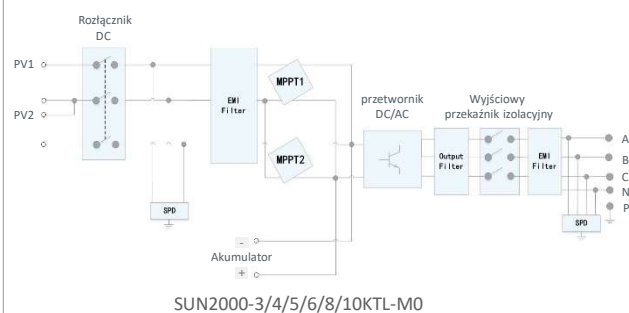 Rozłącznik
DC
PV1
PV2
EMI
Filter
MPPT1
MPPT2
SPD
przetwornik
DC/AC
Wyjściowy
przekaźnik izolacyjny
Output
Filter
EMI
Filter
A
B
C
N
P
SPD
-
Akumulator
+
SUN2000-3/4/5/6/8/10KTL-M0